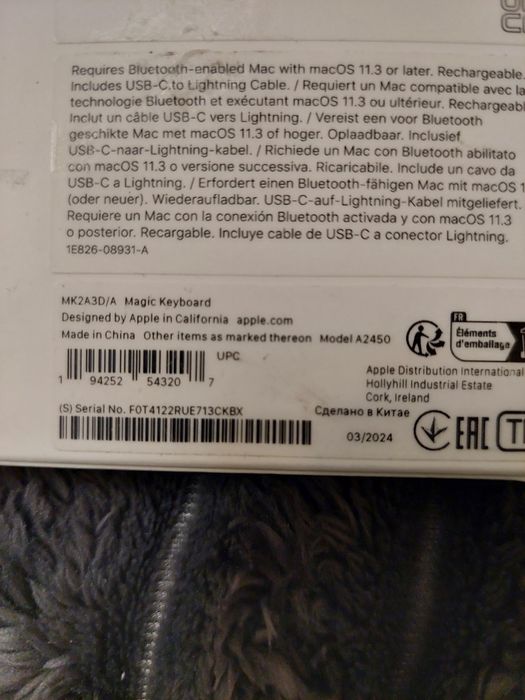 Requires Bluetooth-enabled Mac with macOS 11.3 or later. Rechargeable.
Includes USB-C to Lightning Cable. / Requiert un Mac compatible avec la
technologie Bluetooth et exécutant macOS 11.3 ou ultérieur. Rechargeabl
Inclut un câble USB-C vers Lightning. / Vereist een voor Bluetooth
geschikte Mac met macOS 11.3 of hoger. Oplaadbaar. Inclusief
USB-C-naar-Lightning-kabel. / Richiede un Mac con Bluetooth abilitato
con macOS 11.3 o versione successiva. Ricaricabile. Include un cavo da
USB-C a Lightning. / Erfordert einen Bluetooth-fähigen Mac mit macOS 1
(oder neuer). Wiederaufladbar. USB-C-auf-Lightning-Kabel mitgeliefert.
Requiere un Mac con la conexión Bluetooth activada y con macOS 11.3
o posterior. Recargable. Incluye cable de USB-C a conector Lightning.
1E826-08931-A
MK2A3D/A Magic Keyboard
Designed by Apple in California apple.com
Made in China Other items as marked thereon Model A2450
FR
Éléments
d'emballage
UPC
1 94252 54320 7
Apple Distribution International
Hollyhill Industrial Estate
Cork, Ireland
(S) Serial No. F0T4122RUE713CKBX
Сделано в Китае
03/2024
EAC